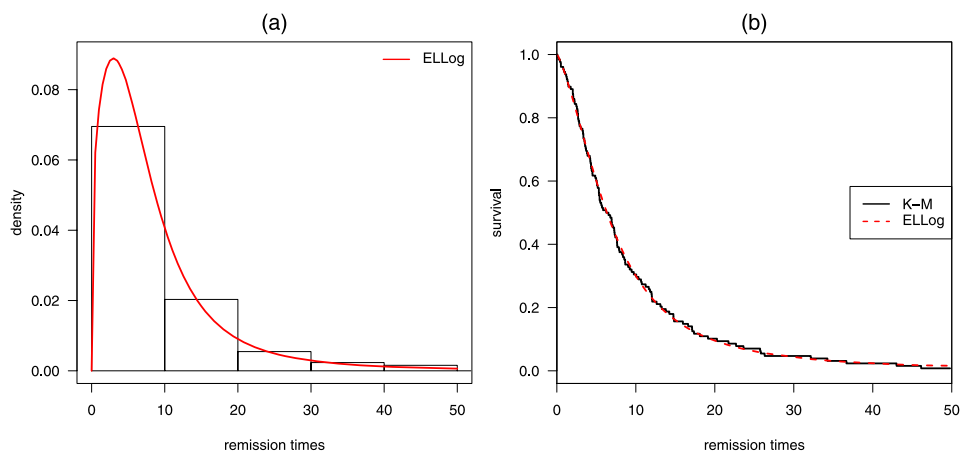 (a)
ELLog
density
0.08
0.06
0.04
0.02
0.00
0 10 20 30 40 50
remission times
(b)
K−M
ELLog
survival
1.0
0.8
0.6
0.4
0.2
0.0
0 10 20 30 40 50
remission times